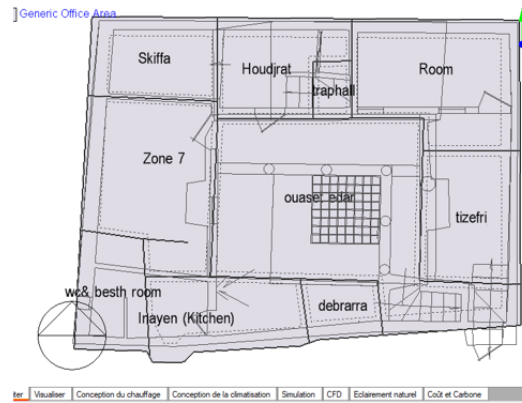 Generic Office Area
Skiffa
Houdjrat
Room
traphall
Zone 7
ouaset edar
tizefri
wc& besth room
Inayen (Kitchen)
debrarra
ter Visualiser Conception du chauffage Conception de la climatisation Simulation CFD Eclairement naturel Coût et Carbone